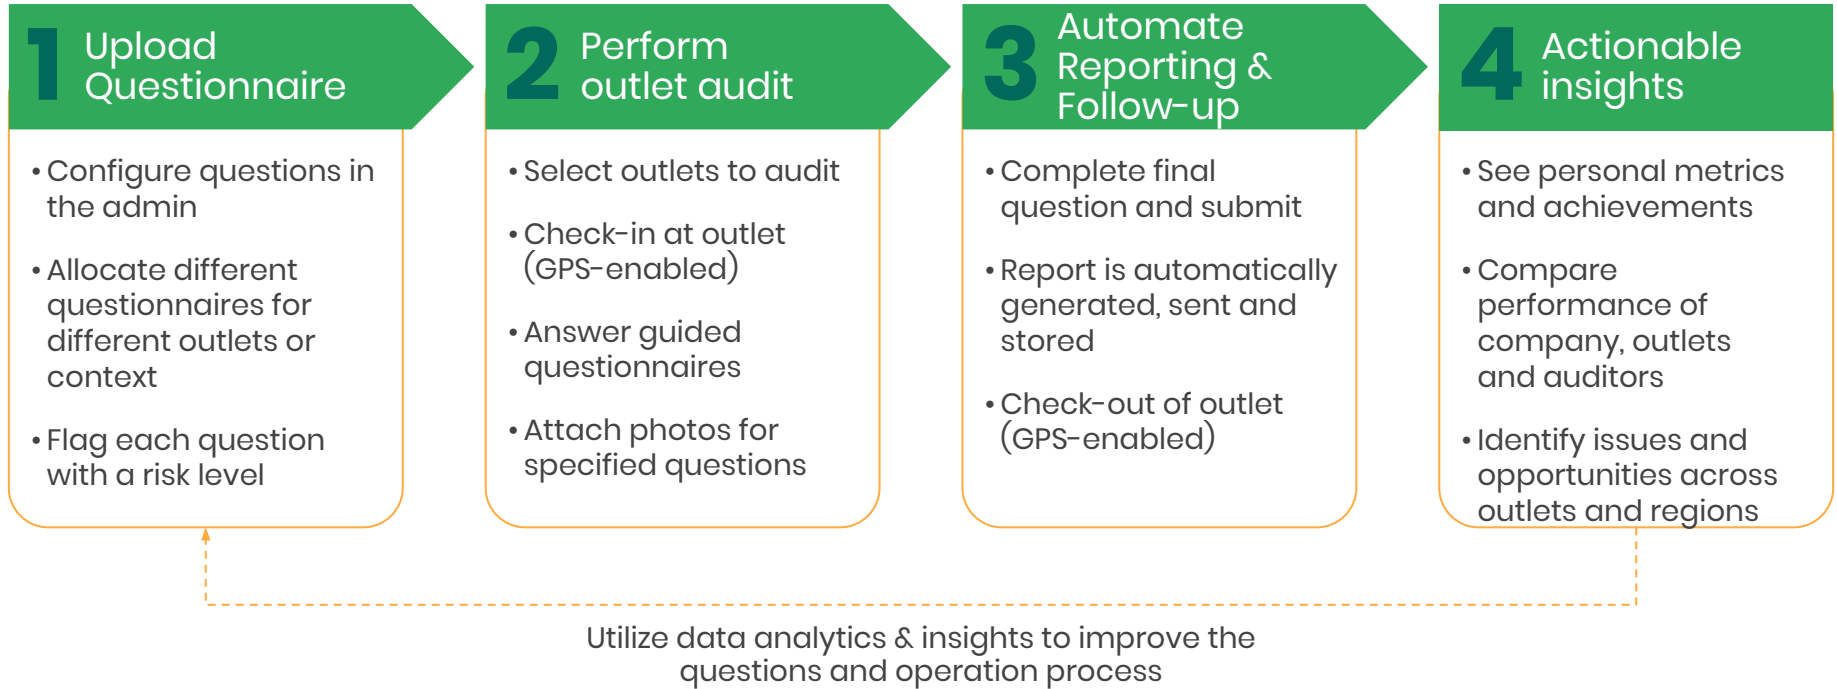 1 Upload
Questionnaire
• Configure questions in
the admin
• Allocate different
questionnaires for
different outlets or
context
• Flag each question
with a risk level
2 Perform
outlet audit
• Select outlets to audit
• Check-in at outlet
(GPS-enabled)
• Answer guided
questionnaires
• Attach photos for
specified questions
3 Automate
Reporting &
Follow-up
• Complete final
question and submit
• Report is automatically
generated, sent and
stored
• Check-out of outlet
(GPS-enabled)
4 Actionable
insights
• See personal metrics
and achievements
• Compare
performance of
company, outlets
and auditors
• Identify issues and
opportunities across
outlets and regions
Utilize data analytics & insights to improve the
questions and operation process